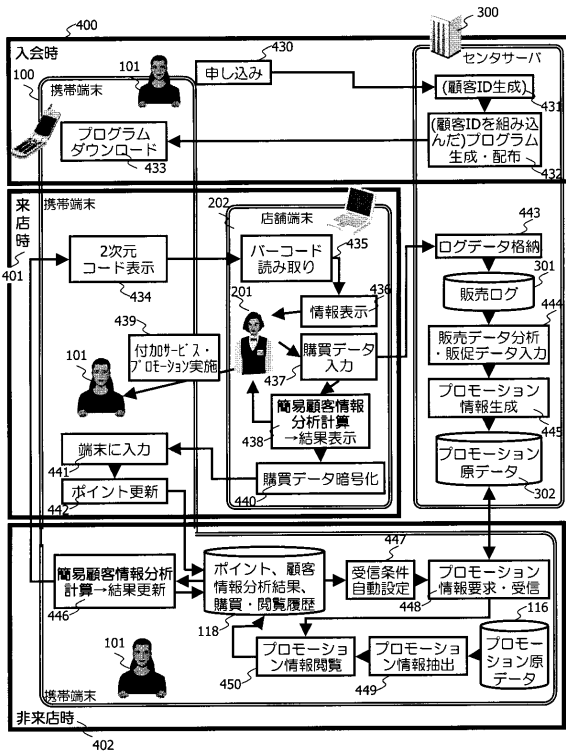 400
300
入会時
430
センタサーバ
101
申し込み
100
携帯端末
(顧客ID生成)
431
プログラム
ダウンロード
433
(顧客IDを組み込
んだ)プログラム
生成・配布
432
来店時
401
携帯端末
202
店舗端末
443
2次元
コード表示
434
バーコード
読み取り
435
ログデータ格納
301
販売ログ
201
436
情報表示
439
付加サービス・
プロモーション実施
444
販売データ分析
・販促データ入力
購買データ
入力
437
101
プロモーション
情報生成
445
簡易顧客情報
分析計算
→結果表示
438
端末に入力
441
プロモーション
原データ
302
購買データ暗号化
440
ポイント更新
442
447
簡易顧客情報分析
計算→結果更新
446
ポイント、顧客
情報分析結果、
購買・閲覧履歴
118
受信条件
自動設定
プロモーション
情報要求・受信
448
116
101
プロモーション
情報閲覧
450
プロモーション
情報抽出
449
プロモー
ション原
データ
携帯端末
非来店時
402